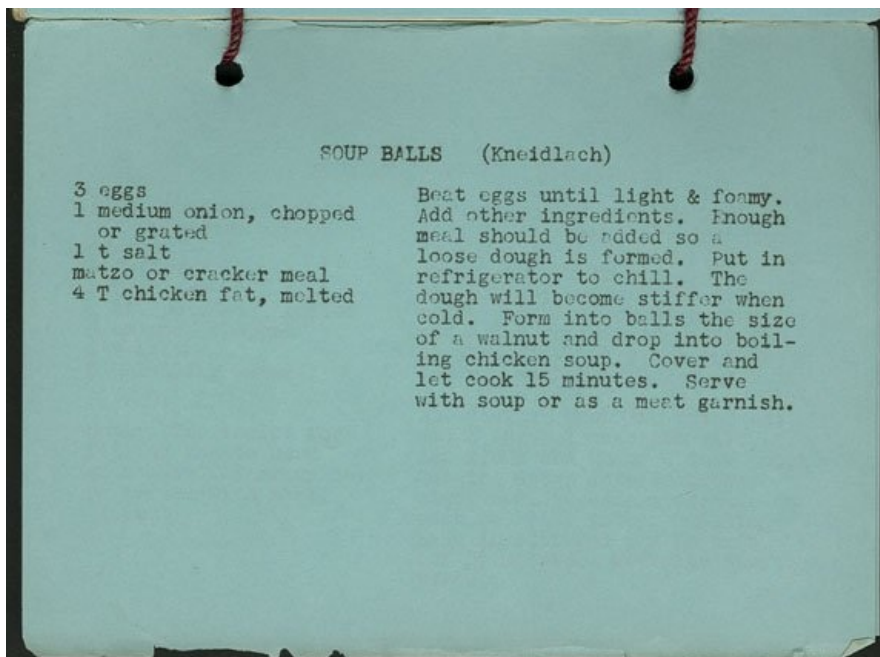 SOUP BALLS (Kneidlach)
3 eggs
1 medium onion, chopped
or grated
1 t salt
matzo or cracker meal
4 T chicken fat, melted
Beat eggs until light & foamy.
Add other ingredients. Enough
meal should be added so a
loose dough is formed. Put in
refrigerator to chill. The
dough will become stiffer when
cold. Form into balls the size
of a walnut and drop into boil-
ing chicken soup. Cover and
let cook 15 minutes. Serve
with soup or as a meat garnish.